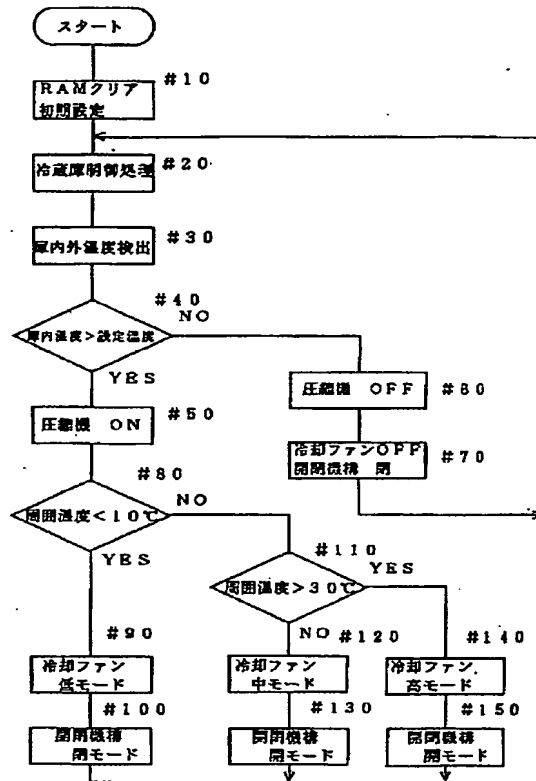 スタート
#10
RAMクリア
初期設定
冷蔵庫制御処理
#20
庫内外温度検出
#30
#40
庫内温度>設定温度
NO
YES
圧縮機 ON
#50
圧縮機 OFF
#60
冷却ファンOFF
開閉機構 閉
#70
#80
周囲温度<10℃
NO
YES
#110
周囲温度>30℃
YES
NO
#90
冷却ファン
低モード
#120
冷却ファン
中モード
#140
冷却ファン
高モード
#100
開閉機構
閉モード
#130
開閉機構
開モード
#150
開閉機構
開モード